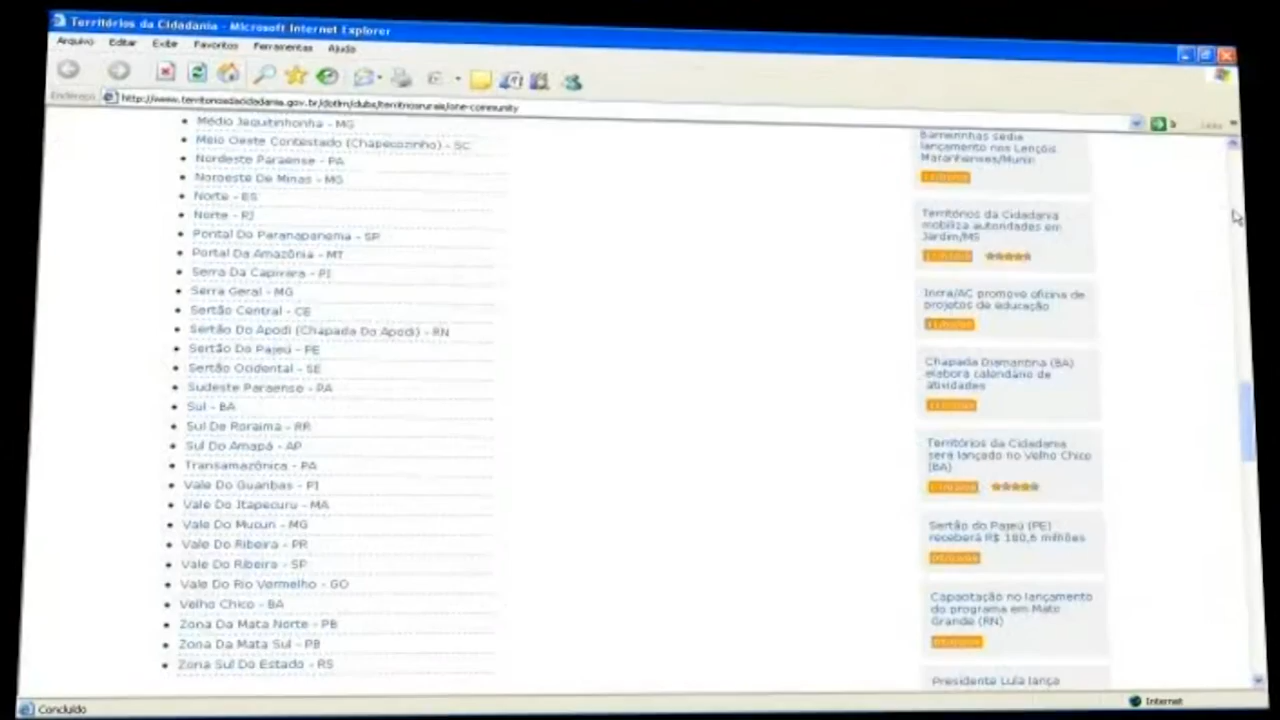 Territórios da Cidadania - Microsoft Internet Explorer
Arquivo Editar Exibir Favoritos Ferramentas Ajuda
Endereço
Médio Jequitinhonha - MG
Meio Oeste Contestado (Chapecozinho) - SC
Nordeste Paraense - PA
Noroeste De Minas - MG
Norte - ES
Norte - RJ
Pontal Do Paranapanema - SP
Portal Da Amazônia - MT
Serra Da Capivara - PI
Serra Geral - MG
Sertão Central - CE
Sertão Do Apodi (Chapada Do Apodi) - RN
Sertão Do Pajeú - PE
Sertão Ocidental - SE
Sudeste Paraense - PA
Sul - BA
Sul De Roraima - RR
Sul Do Amapá - AP
Transamazônica - PA
Vale Do Guaribas - PI
Vale Do Itapecuru - MA
Vale Do Mucuri - MG
Vale Do Ribeira - PR
Vale Do Ribeira - SP
Vale Do Rio Vermelho - GO
Velho Chico - BA
Zona Da Mata Norte - PB
Zona Da Mata Sul - PB
Zona Sul Do Estado - RS
Barreirinhas sedia
lançamento nos Lençóis
Maranhenses/Munin
Territórios da Cidadania
mobiliza autoridades em
Jardim/MS
Incra/AC promove oficina de
projetos de educação
Chapada Diamantina (BA)
elabora calendário de
atividades
Territórios da Cidadania
será lançado no Velho Chico
(BA)
Sertão do Pajeú (PE)
receberá R$ 180,6 milhões
Capacitação no lançamento
do programa em Mato
Grande (RN)
Presidente Lula lança
Concluído
Internet